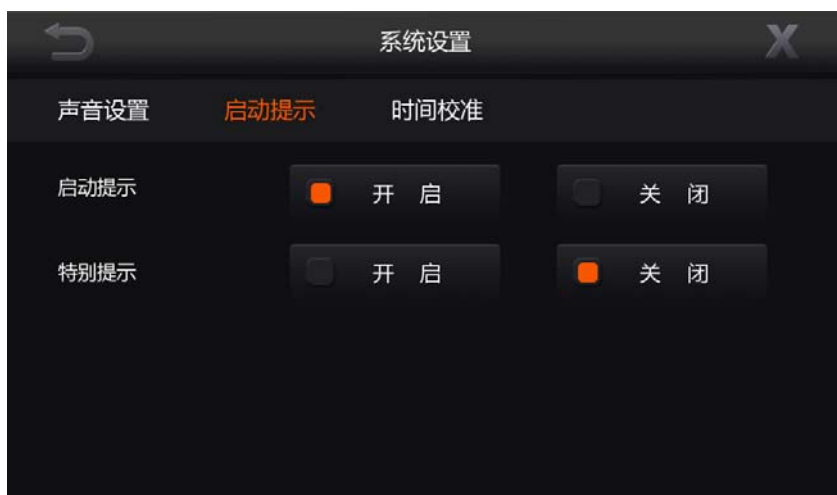 系统设置 X
声音设置 启动提示 时间校准
启动提示 开 启 关 闭
特别提示 开 启 关 闭